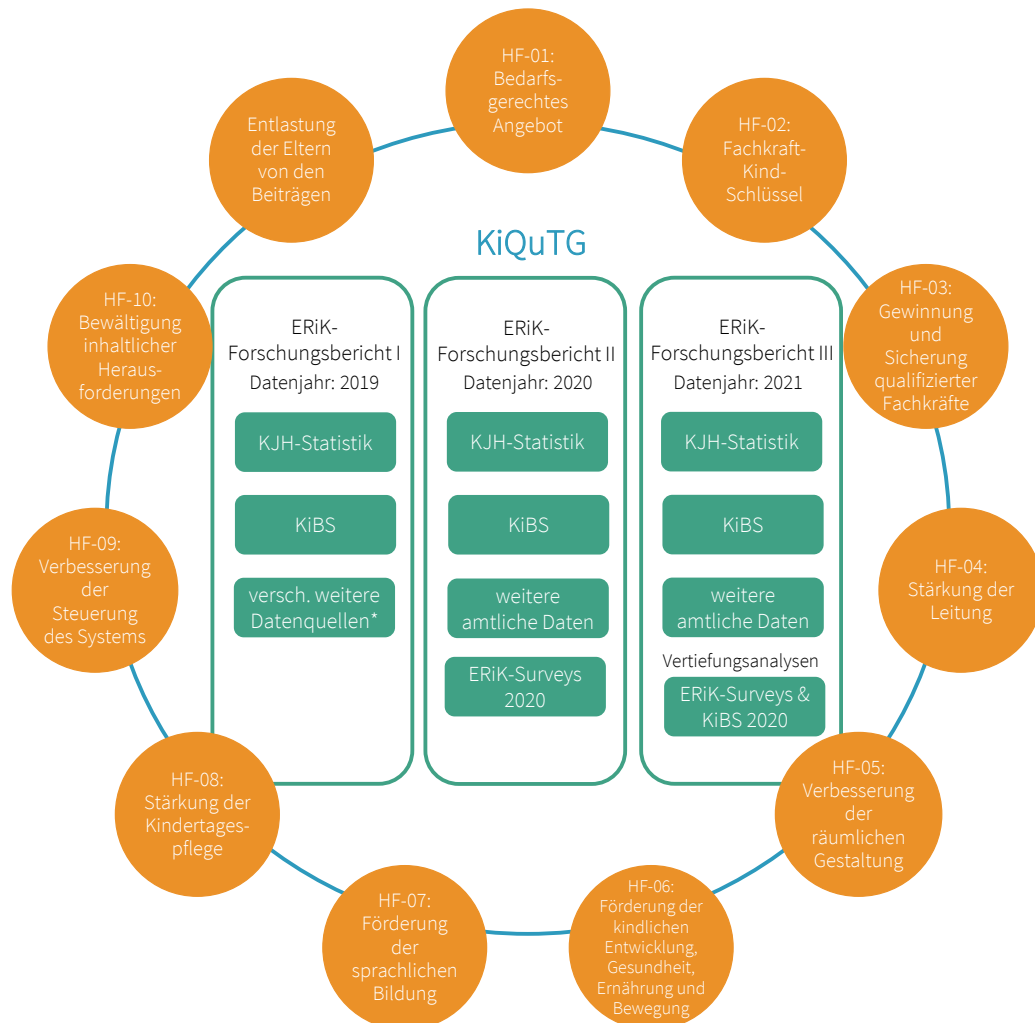 HF-01:
Bedarfs-
gerechtes
Angebot
HF-02:
Fachkraft-
Kind-
Schlüssel
HF-03:
Gewinnung
und
Sicherung
qualifizierter
Fachkräfte
HF-04:
Stärkung der
Leitung
HF-05:
Verbesserung
der
räumlichen
Gestaltung
HF-06:
Förderung der
kindlichen
Entwicklung,
Gesundheit,
Ernährung und
Bewegung
HF-07:
Förderung
der
sprachlichen
Bildung
HF-08:
Stärkung der
Kindertages-
pflege
HF-09:
Verbesserung
der
Steuerung
des Systems
HF-10:
Bewältigung
inhaltlicher
Heraus-
forderungen
Entlastung
der Eltern
von den
Beiträgen
KiQuTG
ERiK-
Forschungsbericht I
Datenjahr: 2019
KJH-Statistik
KiBS
versch. weitere
Datenquellen*
ERiK-
Forschungsbericht II
Datenjahr: 2020
KJH-Statistik
KiBS
weitere
amtliche Daten
ERiK-Surveys
2020
ERiK-
Forschungsbericht III
Datenjahr: 2021
KJH-Statistik
KiBS
weitere
amtliche Daten
Vertiefungsanalysen
ERiK-Surveys &
KiBS 2020